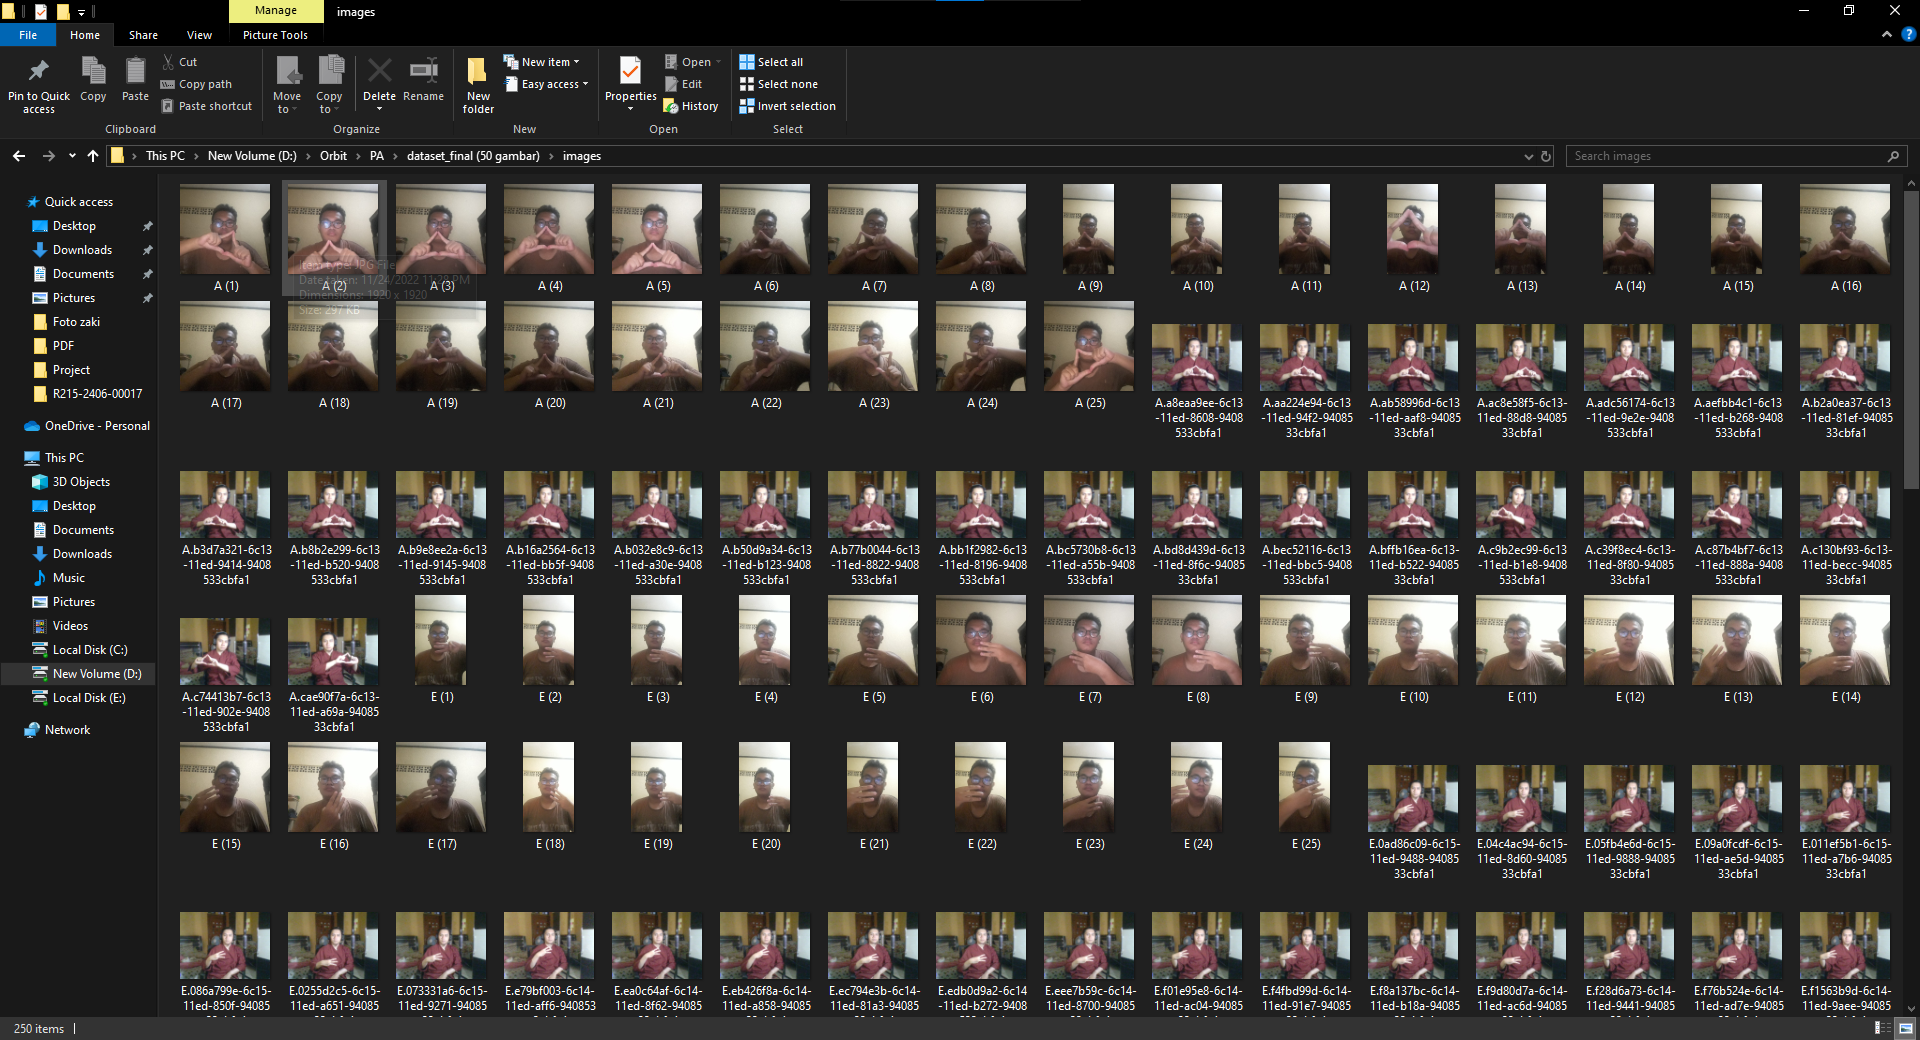 Manage
images
File
Home
Share
View
Picture Tools
Pin to Quick
access
Copy
Paste
Cut
Copy path
Paste shortcut
Clipboard
Move
to
Copy
to
Delete
Rename
Organize
New
folder
New item
Easy access
New
Properties
Open
Edit
History
Open
Select all
Select none
Invert selection
Select
This PC › New Volume (D:) › Orbit › PA › dataset_final (50 gambar) › images
Search images
Quick access
Desktop
Downloads
Documents
Pictures
Foto zaki
PDF
Project
R215-2406-00017
OneDrive - Personal
This PC
3D Objects
Desktop
Documents
Downloads
Music
Pictures
Videos
Local Disk (C:)
New Volume (D:)
Local Disk (E:)
Network
A (1) A (2) A (3) A (4) A (5) A (6) A (7) A (8) A (9) A (10) A (11) A (12) A (13) A (14) A (15) A (16)
Item type: JPG File
Date taken: 11/24/2022 11:28 PM
Dimensions: 1920 x 1920
Size: 297 KB
A (17) A (18) A (19) A (20) A (21) A (22) A (23) A (24) A (25) A.a8eaa9ee-6c13 A.aa224e94-6c13 A.ab58996d-6c13 A.ac8e58f5-6c13- A.adc56174-6c13 A.aefbb4c1-6c13 A.b2a0ea37-6c13
-11ed-8608-9408 -11ed-94f2-94085 -11ed-aaf8-94085 11ed-88d8-94085 -11ed-9e2e-9408 -11ed-b268-9408 -11ed-81ef-94085
533cbfa1 33cbfa1 33cbfa1 33cbfa1 533cbfa1 533cbfa1 33cbfa1
A.b3d7a321-6c13 A.b8b2e299-6c13 A.b9e8ee2a-6c13 A.b16a2564-6c13 A.b032e8c9-6c13 A.b50d9a34-6c13 A.b77b0044-6c13 A.bb1f2982-6c13 A.bc5730b8-6c13 A.bd8d439d-6c13 A.bec52116-6c13 A.bffb16ea-6c13- A.c9b2ec99-6c13 A.c39f8ec4-6c13- A.c87b4bf7-6c13 A.c130bf93-6c13
-11ed-9414-9408 -11ed-b520-9408 -11ed-9145-9408 -11ed-bb5f-9408 -11ed-a30e-9408 -11ed-b123-9408 -11ed-8822-9408 -11ed-8196-9408 -11ed-a55b-9408 -11ed-8f6c-94085 -11ed-bbc5-9408 11ed-b522-94085 -11ed-b1e8-9408 11ed-8f80-94085 -11ed-888a-9408 -11ed-becc-9408
533cbfa1 533cbfa1 533cbfa1 533cbfa1 533cbfa1 533cbfa1 533cbfa1 533cbfa1 533cbfa1 33cbfa1 533cbfa1 33cbfa1 533cbfa1 33cbfa1 533cbfa1 533cbfa1
A.c74413b7-6c13 A.cae90f7a-6c13- E (1) E (2) E (3) E (4) E (5) E (6) E (7) E (8) E (9) E (10) E (11) E (12) E (13) E (14)
-11ed-902e-9408 11ed-a69a-94085
533cbfa1 33cbfa1
E (15) E (16) E (17) E (18) E (19) E (20) E (21) E (22) E (23) E (24) E (25) E.0ad86c09-6c15- E.04c4ac94-6c15- E.05fb4e6d-6c15- E.09a0fcdf-6c15- E.011ef5b1-6c15-
11ed-9488-94085 11ed-8d60-94085 11ed-9888-94085 11ed-ae5d-94085 11ed-a7b6-94085
33cbfa1 33cbfa1 33cbfa1 33cbfa1 33cbfa1
E.086a799e-6c15- E.0255d2c5-6c15- E.073331a6-6c15- E.e79bf003-6c14- E.ea0c64af-6c14- E.eb426f8a-6c14- E.ec794e3b-6c14- E.edb0d9a2-6c14 E.eee7b59c-6c14- E.f01e95e8-6c14- E.f4fbd99d-6c14- E.f8a137bc-6c14- E.f9d80d7a-6c14- E.f28d6a73-6c14- E.f76b524e-6c14- E.f1563b9d-6c14-
11ed-850f-94085 11ed-a651-94085 11ed-9271-94085 11ed-aff6-940853 11ed-8f62-94085 11ed-a858-94085 11ed-81a3-94085 -11ed-b272-9408 11ed-8700-94085 11ed-ac04-94085 11ed-91e7-94085 11ed-b18a-94085 11ed-ac6d-94085 11ed-9441-94085 11ed-ad7e-94085 11ed-9aee-94085
250 items